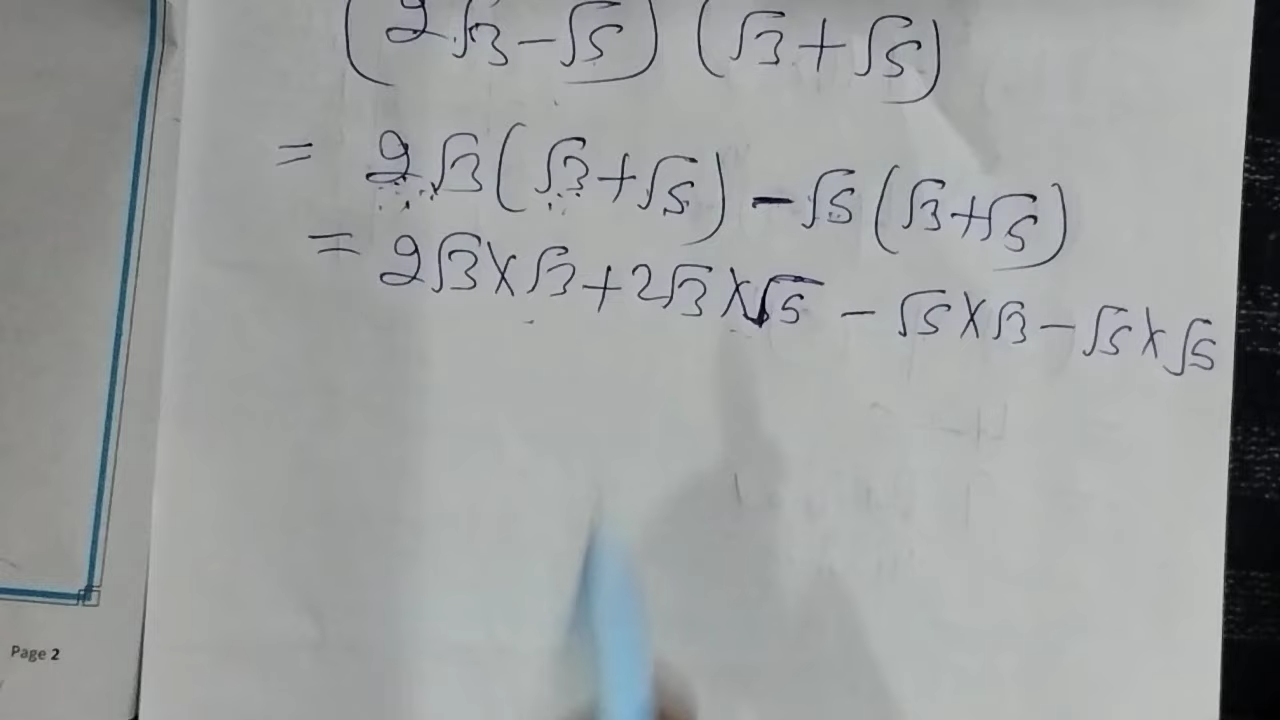 (2√3-√5) (√3+√5)
= 2√3(√3+√5) -√5(√3+√5)
= 2√3×√3+2√3×√5 - √5×√3-√5×√5
Page 2